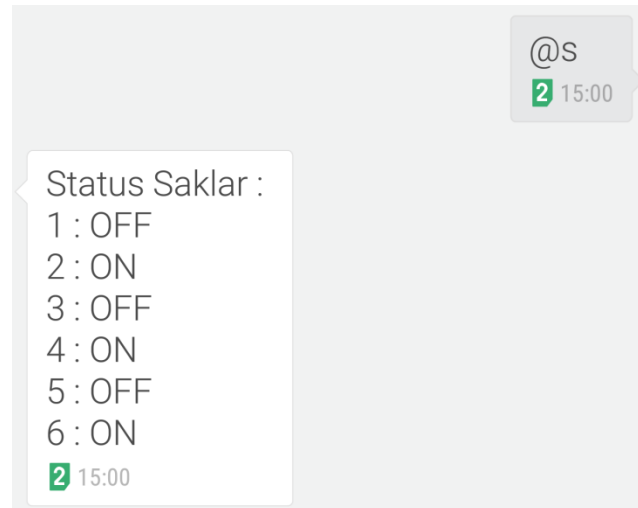 @s
2 15:00
Status Saklar :
1 : OFF
2 : ON
3 : OFF
4 : ON
5 : OFF
6 : ON
2 15:00